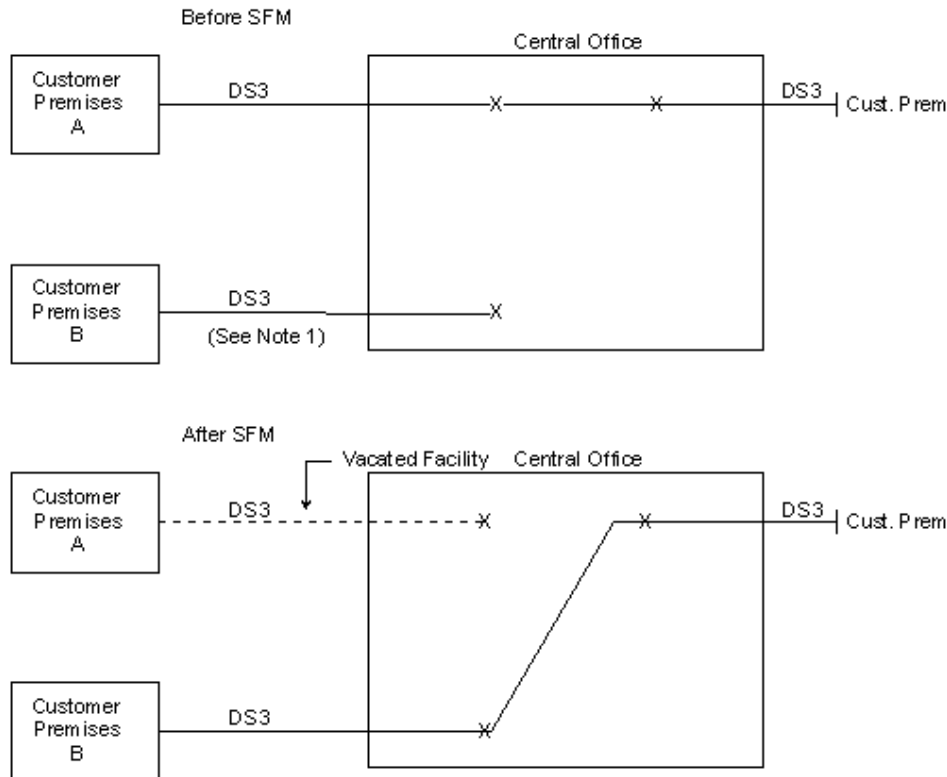 Before SFM
Central Office
Customer
Premises
A
DS3
X
X
DS3
Cust. Prem
Customer
Premises
B
DS3
(See Note 1)
X
After SFM
Vacated Facility
Central Office
Customer
Premises
A
DS3
X
X
DS3
Cust. Prem
Customer
Premises
B
DS3
X